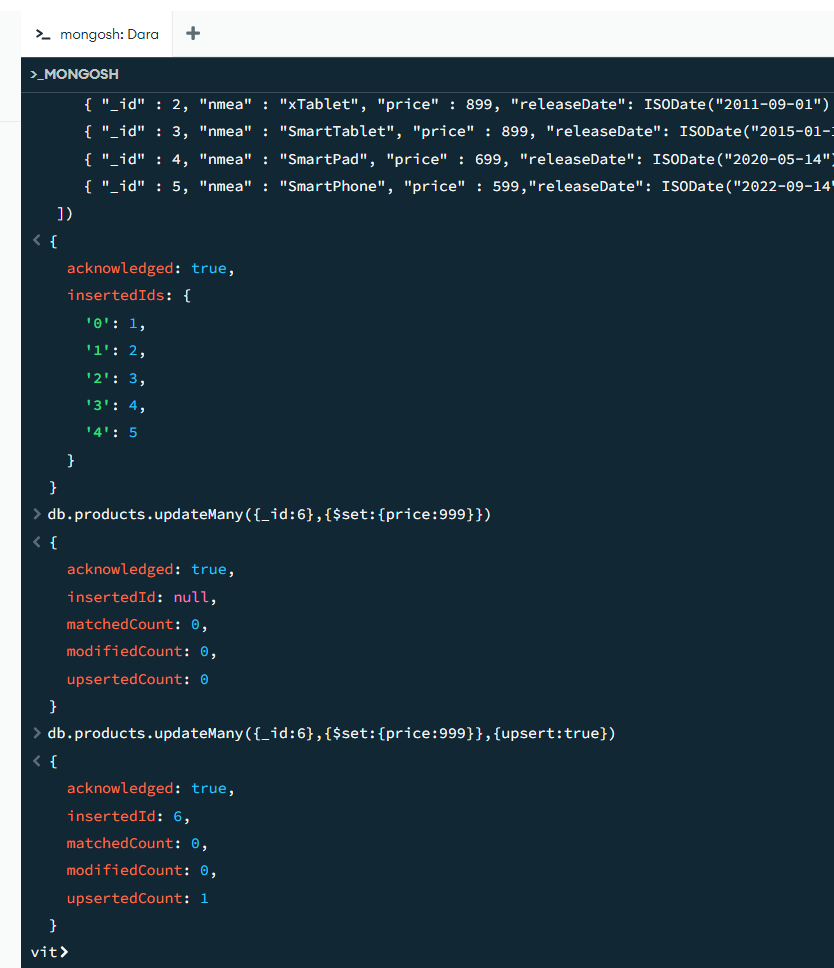 >_ mongosh: Dara +
>_MONGOSH
{ "_id" : 2, "nmea" : "xTablet", "price" : 899, "releaseDate": ISODate("2011-09-01")
{ "_id" : 3, "nmea" : "SmartTablet", "price" : 899, "releaseDate": ISODate("2015-01-
{ "_id" : 4, "nmea" : "SmartPad", "price" : 699, "releaseDate": ISODate("2020-05-14")
{ "_id" : 5, "nmea" : "SmartPhone", "price" : 599,"releaseDate": ISODate("2022-09-14"
])
< {
acknowledged: true,
insertedIds: {
'0': 1,
'1': 2,
'2': 3,
'3': 4,
'4': 5
}
}
> db.products.updateMany({_id:6},{$set:{price:999}})
< {
acknowledged: true,
insertedId: null,
matchedCount: 0,
modifiedCount: 0,
upsertedCount: 0
}
> db.products.updateMany({_id:6},{$set:{price:999}},{upsert:true})
< {
acknowledged: true,
insertedId: 6,
matchedCount: 0,
modifiedCount: 0,
upsertedCount: 1
}
vit>